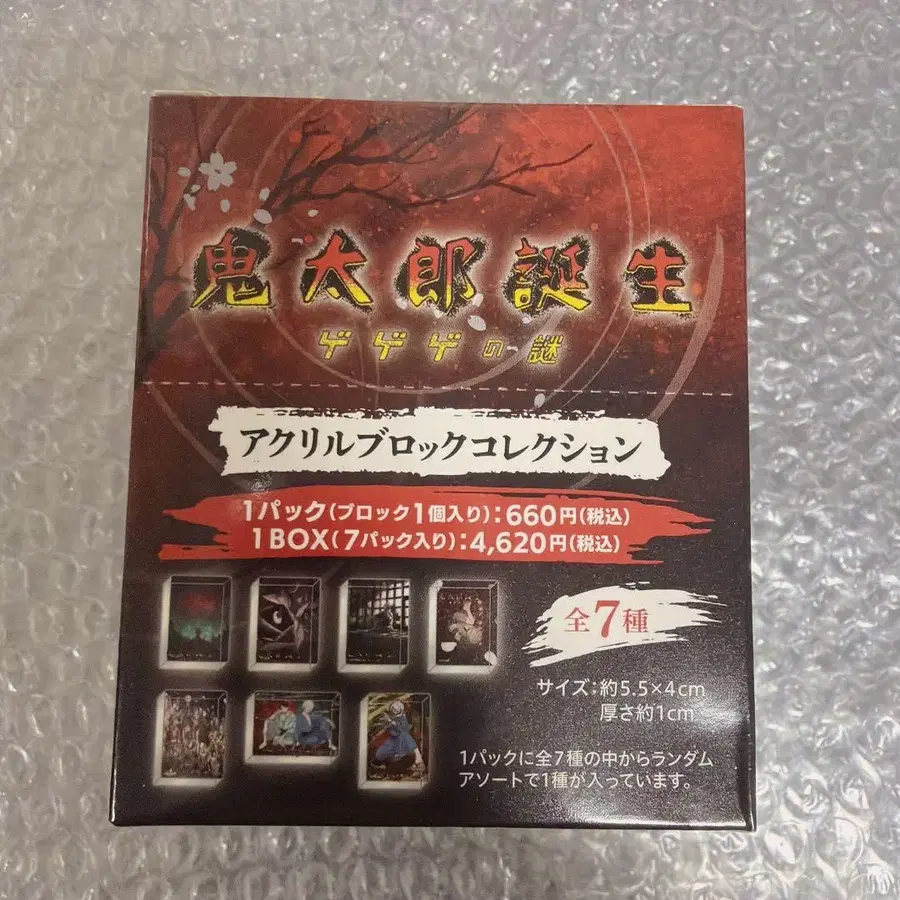 鬼太郎誕生
ゲゲゲの謎
アクリルブロックコレクション
1パック(ブロック1個入り):660円(税込)
1BOX(7パック入り):4,620円(税込)
全7種
サイズ:約5.5×4cm
厚さ約1cm
1パックに全7種の中からランダム
アソートで1種が入っています。